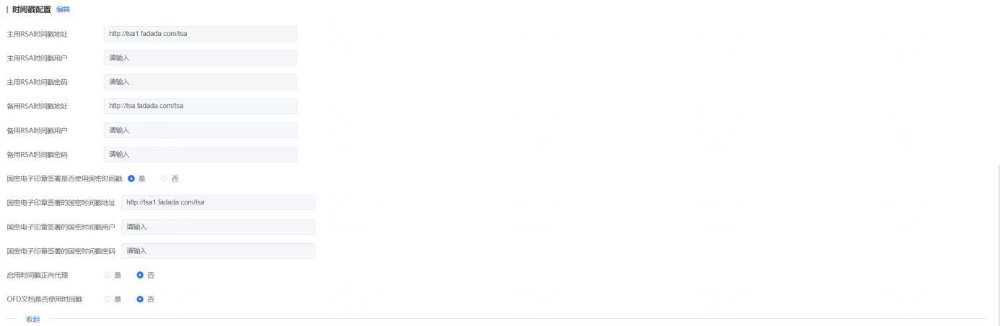 时间戳配置 编辑
主用RSA时间戳地址 http://tsa1.fadada.com/tsa
主用RSA时间戳用户 请输入
主用RSA时间戳密码 请输入
备用RSA时间戳地址 http://tsa.fadada.com/tsa
备用RSA时间戳用户 请输入
备用RSA时间戳密码 请输入
国密电子印章签署是否使用国密时间戳 是 否
国密电子印章签署的国密时间戳地址 http://tsa1.fadada.com/tsa
国密电子印章签署的国密时间戳用户 请输入
国密电子印章签署的国密时间戳密码 请输入
启用时间戳正向代理 是 否
OFD文档是否使用时间戳 是 否
收起